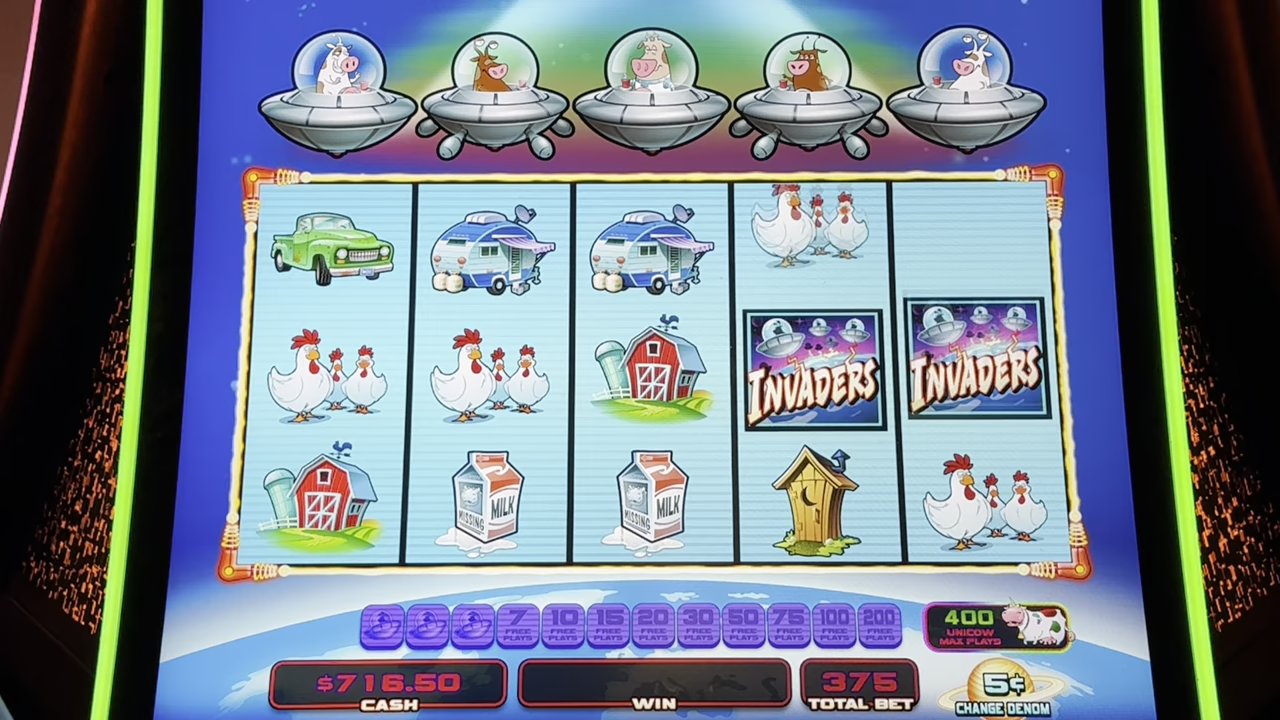 INVADERS
INVADERS
MISSING
MILK
MISSING
MILK
7
FREE
PLAYS
10
FREE
PLAYS
15
FREE
PLAYS
20
FREE
PLAYS
30
FREE
PLAYS
50
FREE
PLAYS
75
FREE
PLAYS
100
FREE
PLAYS
200
FREE
PLAYS
400
UNICOW
MAX PLAYS
$716.50
CASH
WIN
375
TOTAL BET
5¢
CHANGE DENOM